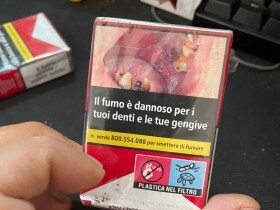 Il fumo è dannoso per i
tuoi denti e le tue gengive
n. verde 800.554.088 per smettere di fumare
PLASTICA NEL FILTRO